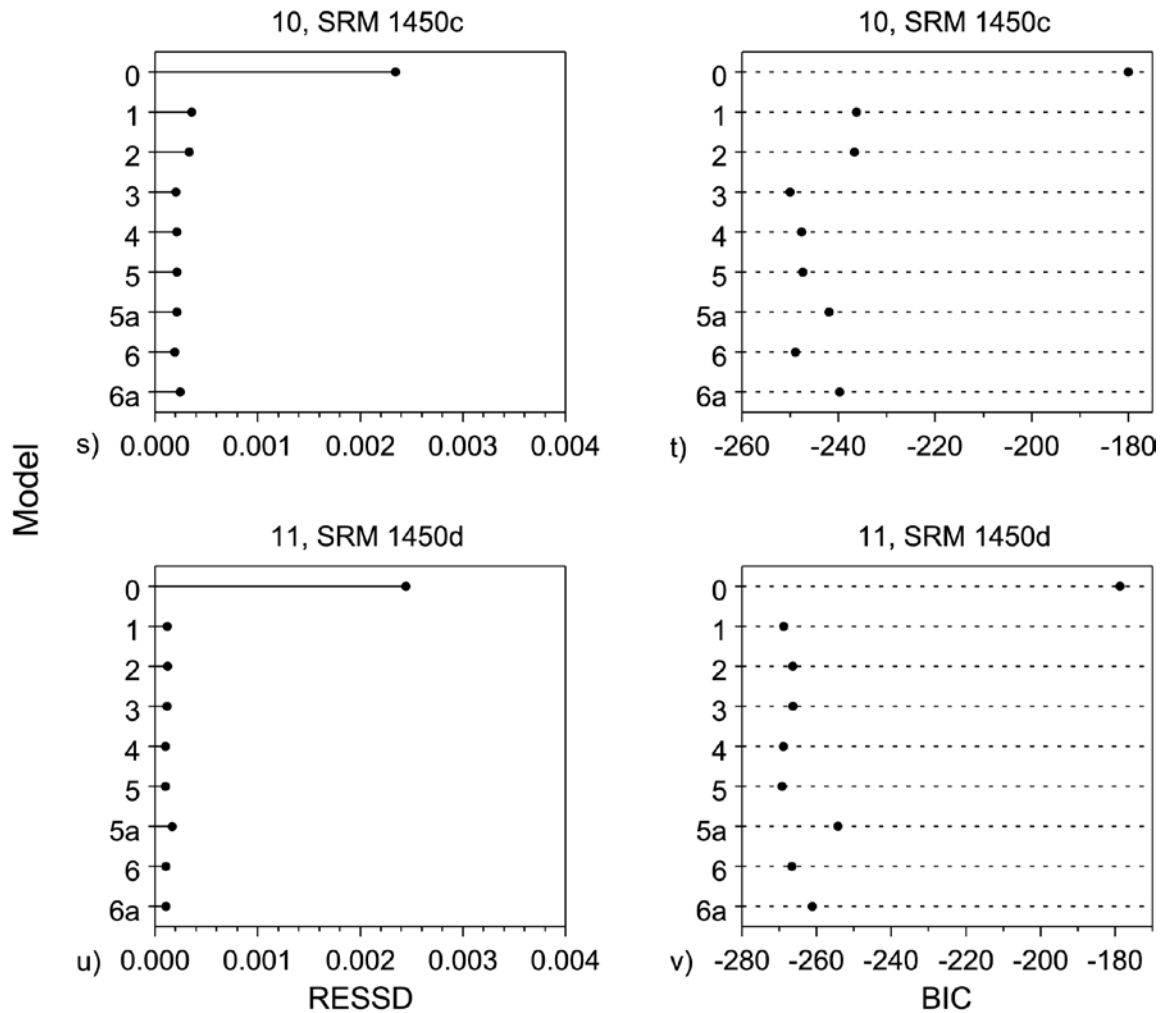 10, SRM 1450c
0
1
2
3
4
5
5a
6
6a
s) 0.000 0.001 0.002 0.003 0.004
10, SRM 1450c
0
1
2
3
4
5
5a
6
6a
t) -260 -240 -220 -200 -180
Model
11, SRM 1450d
0
1
2
3
4
5
5a
6
6a
u) 0.000 0.001 0.002 0.003 0.004
RESSD
11, SRM 1450d
0
1
2
3
4
5
5a
6
6a
v) -280 -260 -240 -220 -200 -180
BIC